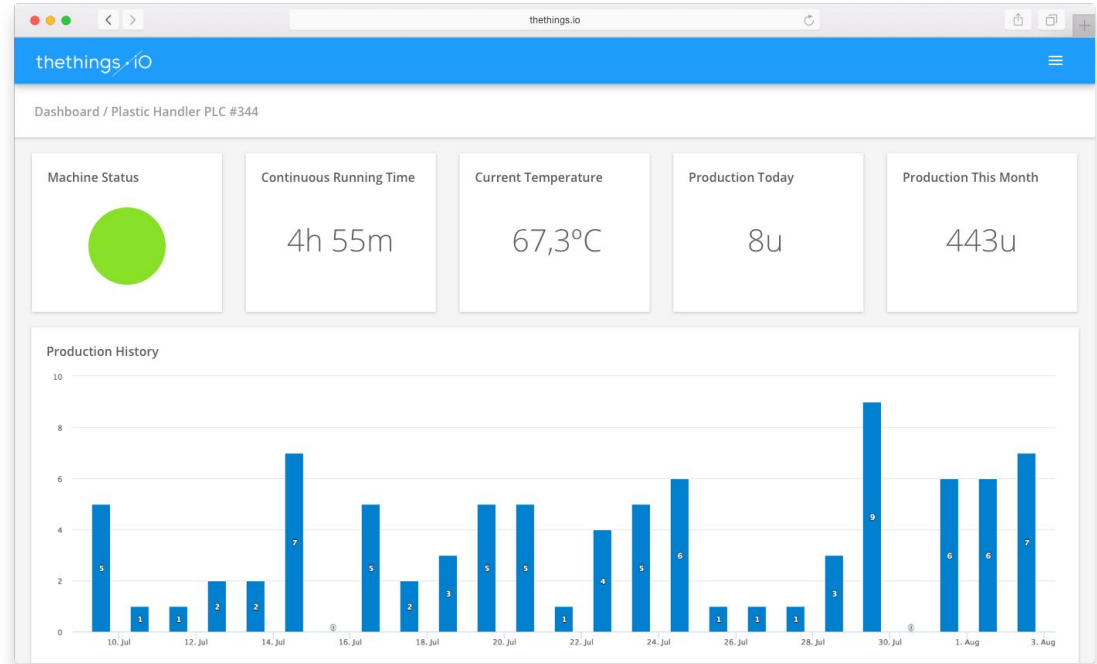 thethings.io
thethings.iO
Dashboard / Plastic Handler PLC #344
Machine Status
Continuous Running Time
Current Temperature
Production Today
Production This Month
4h 55m
67,3ºC
8u
443u
Production History
10
8
6
4
2
0
5
1
1
2
2
7
0
5
2
3
5
5
1
4
5
6
1
1
1
3
9
0
6
6
7
10. Jul
12. Jul
14. Jul
16. Jul
18. Jul
20. Jul
22. Jul
24. Jul
26. Jul
28. Jul
30. Jul
1. Aug
3. Aug